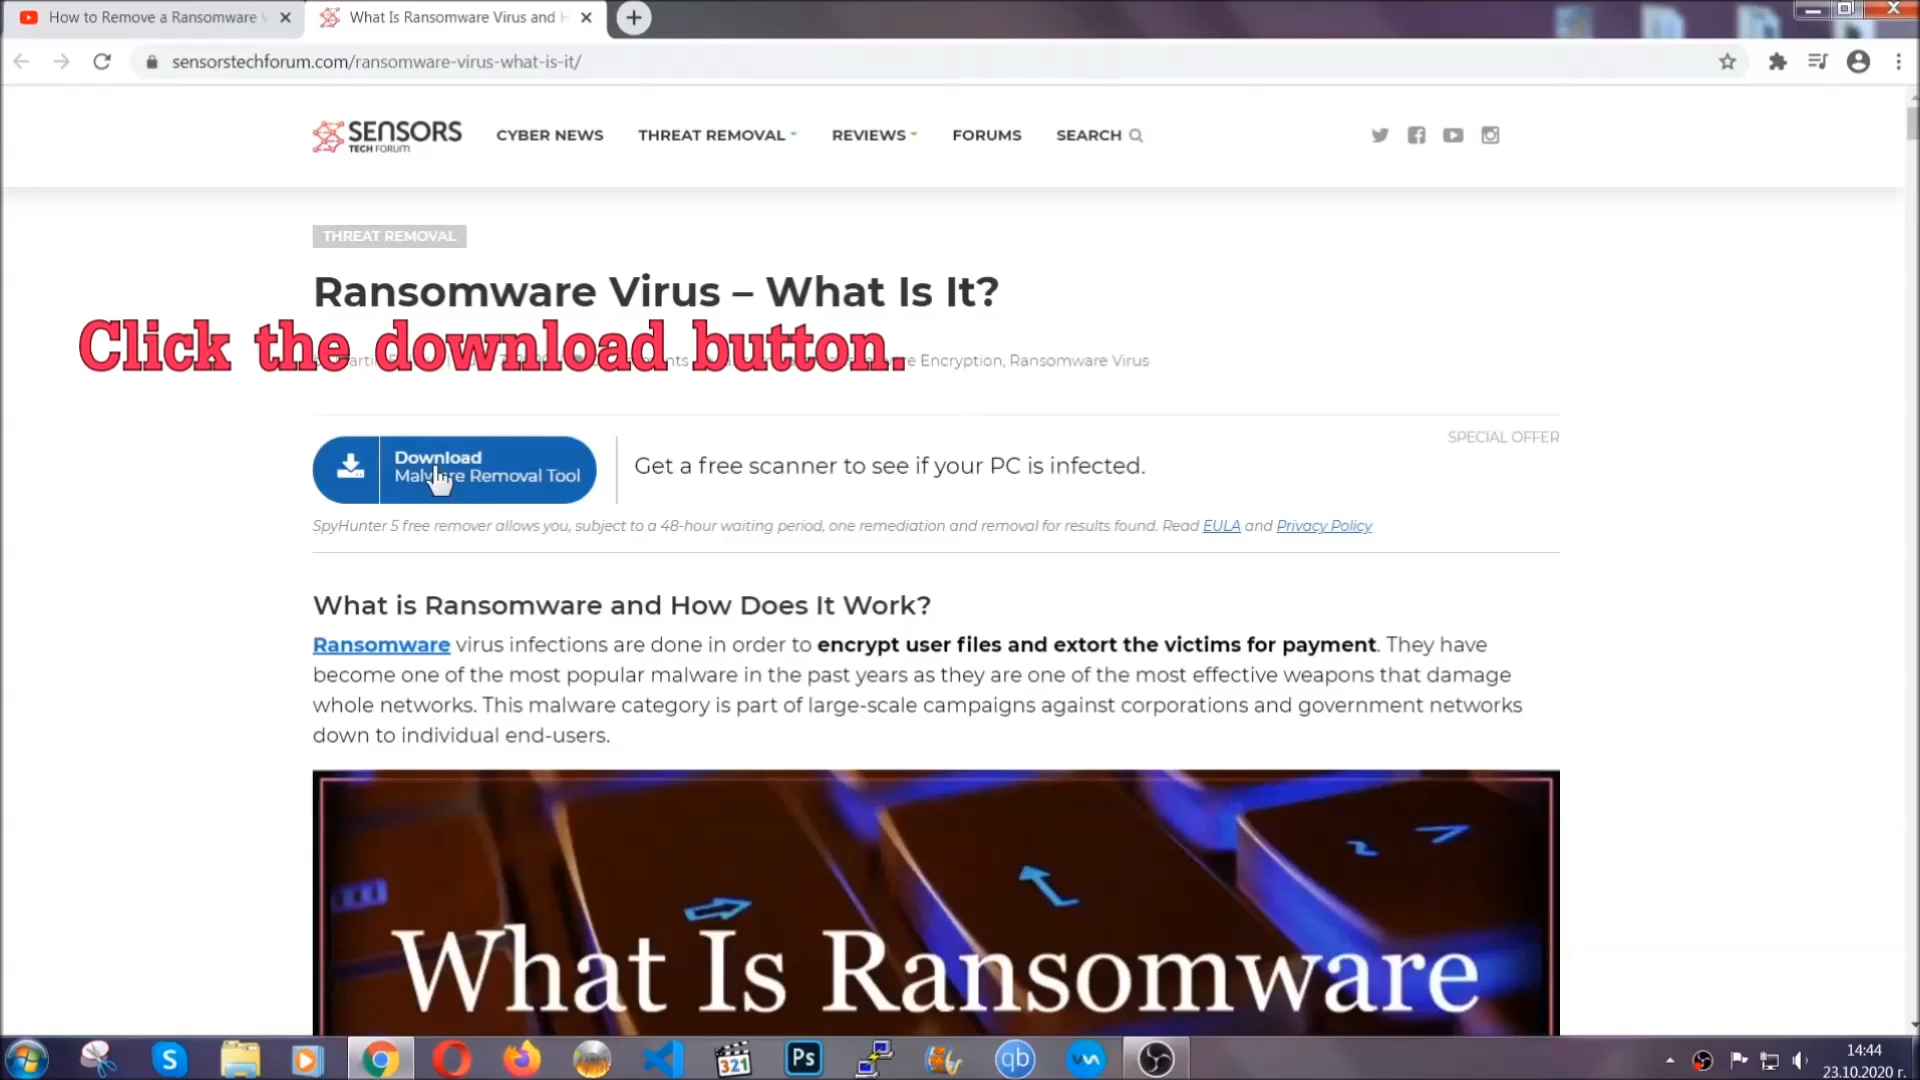 How to Remove a Ransomware
What Is Ransomware Virus and
sensorstechforum.com/ransomware-virus-what-is-it/
SENSORS
TECH FORUM
CYBER NEWS
THREAT REMOVAL
REVIEWS
FORUMS
SEARCH
THREAT REMOVAL
Ransomware Virus – What Is It?
Click the download button.
Encryption, Ransomware Virus
SPECIAL OFFER
Download
Malware Removal Tool
Get a free scanner to see if your PC is infected.
SpyHunter 5 free remover allows you, subject to a 48-hour waiting period, one remediation and removal for results found. Read EULA and Privacy Policy
What is Ransomware and How Does It Work?
Ransomware virus infections are done in order to encrypt user files and extort the victims for payment. They have
become one of the most popular malware in the past years as they are one of the most effective weapons that damage
whole networks. This malware category is part of large-scale campaigns against corporations and government networks
down to individual end-users.
What Is Ransomware
321
Ps
qb
14:44
23.10.2020 г.